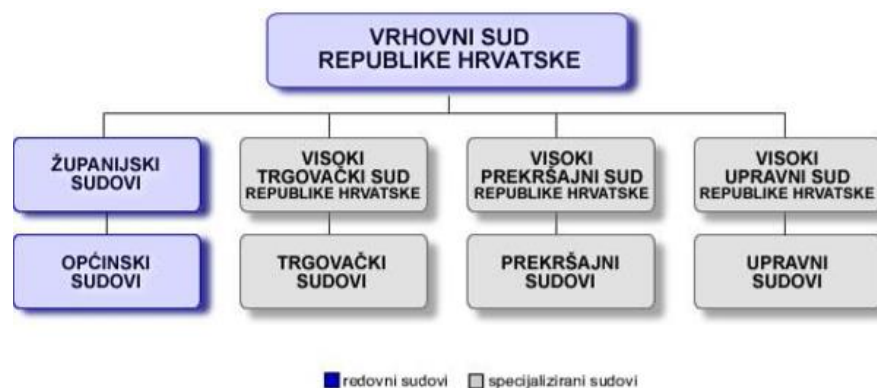 VRHOVNI SUD
REPUBLIKE HRVATSKE
ŽUPANIJSKI
SUDOVI
VISOKI
TRGOVAČKI SUD
REPUBLIKE HRVATSKE
VISOKI
PREKRŠAJNI SUD
REPUBLIKE HRVATSKE
VISOKI
UPRAVNI SUD
REPUBLIKE HRVATSKE
OPĆINSKI
SUDOVI
TRGOVAČKI
SUDOVI
PREKRŠAJNI
SUDOVI
UPRAVNI
SUDOVI
redovni sudovi
specijalizirani sudovi